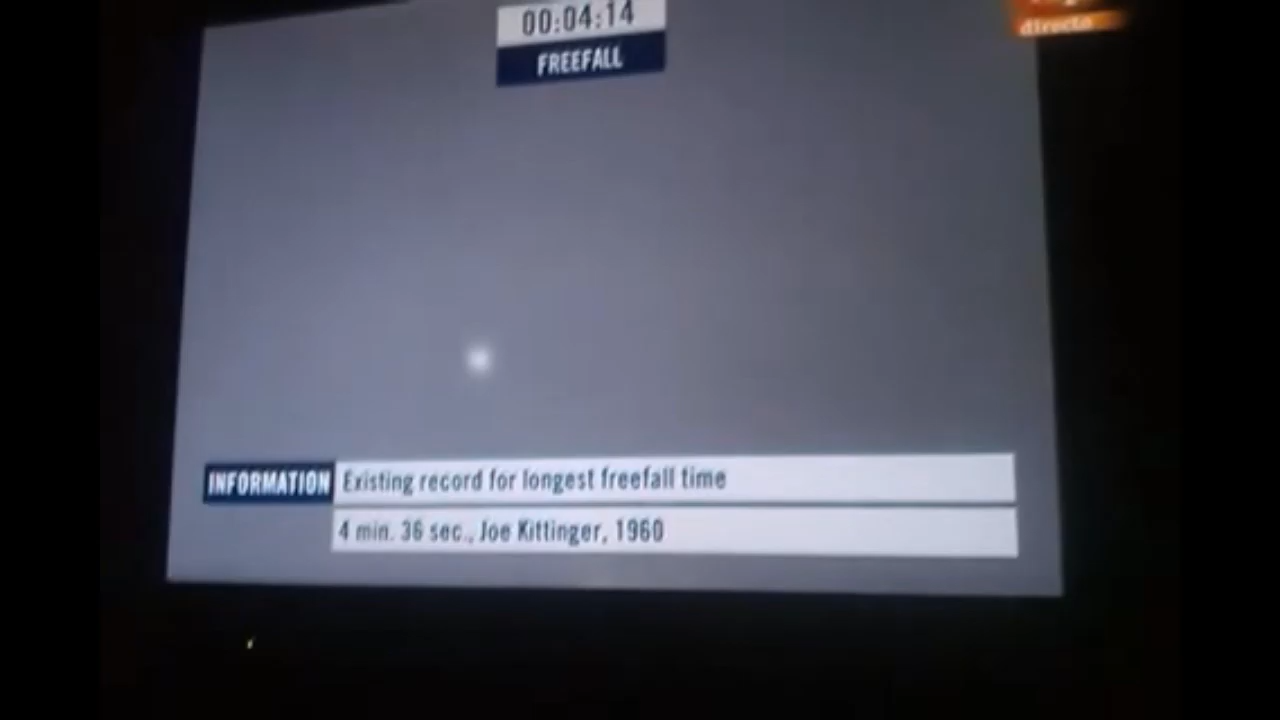 00:04:14
directo
FREEFALL
INFORMATION Existing record for longest freefall time
4 min. 36 sec., Joe Kittinger, 1960